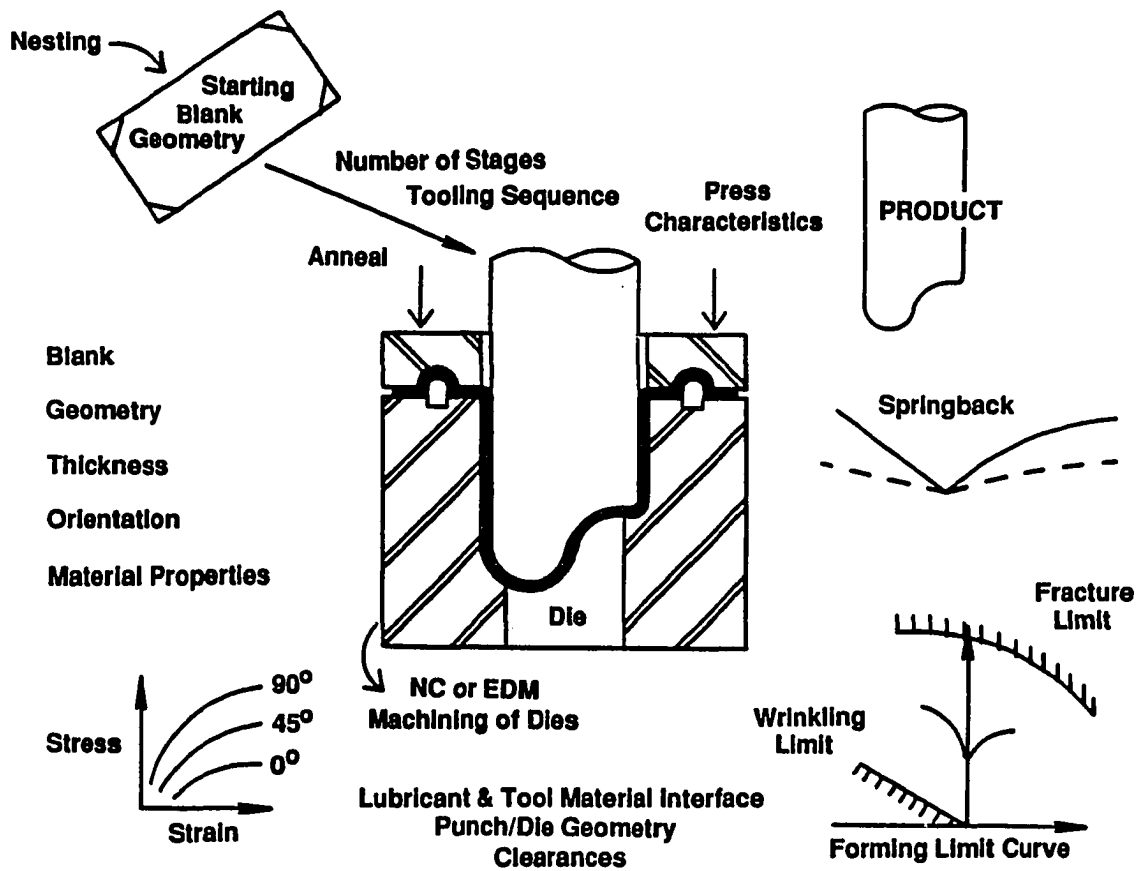 Nesting
Starting
Blank
Geometry
Number of Stages
Tooling Sequence
Press
Characteristics
PRODUCT
Anneal
Blank
Geometry
Thickness
Orientation
Material Properties
Springback
Die
Fracture
Limit
NC or EDM
Machining of Dies
Wrinkling
Limit
Stress
90°
45°
0°
Strain
Lubricant & Tool Material Interface
Punch/Die Geometry
Clearances
Forming Limit Curve